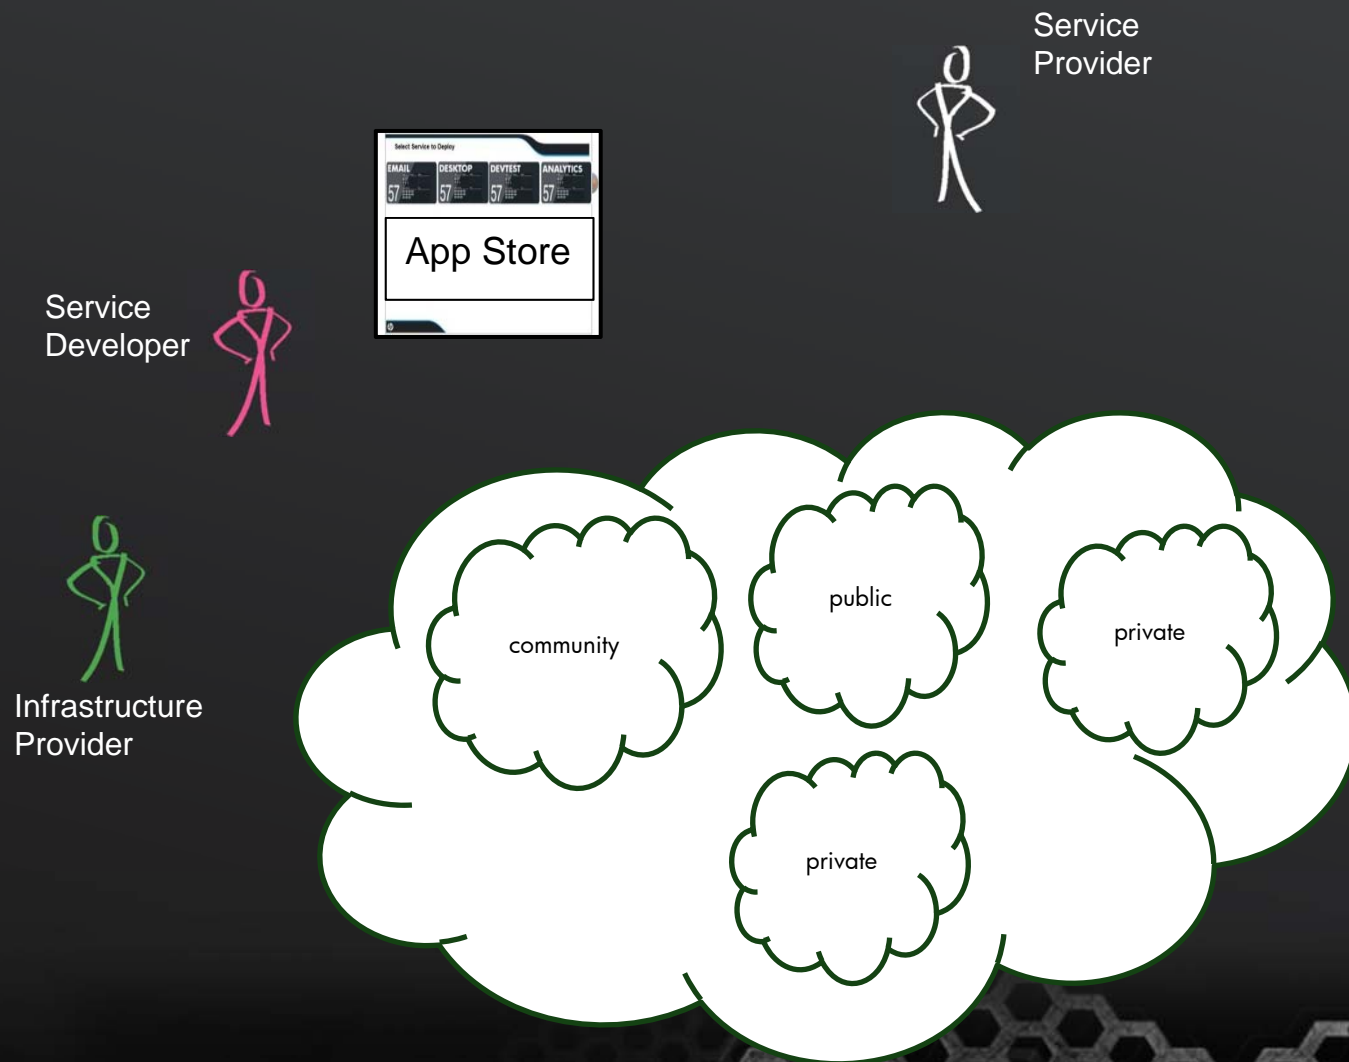 Service
Provider
Select Service to Deploy
EMAIL DESKTOP DEVTEST ANALYTICS
57 57 57 57
App Store
hp
Service
Developer
Infrastructure
Provider
community
public
private
private